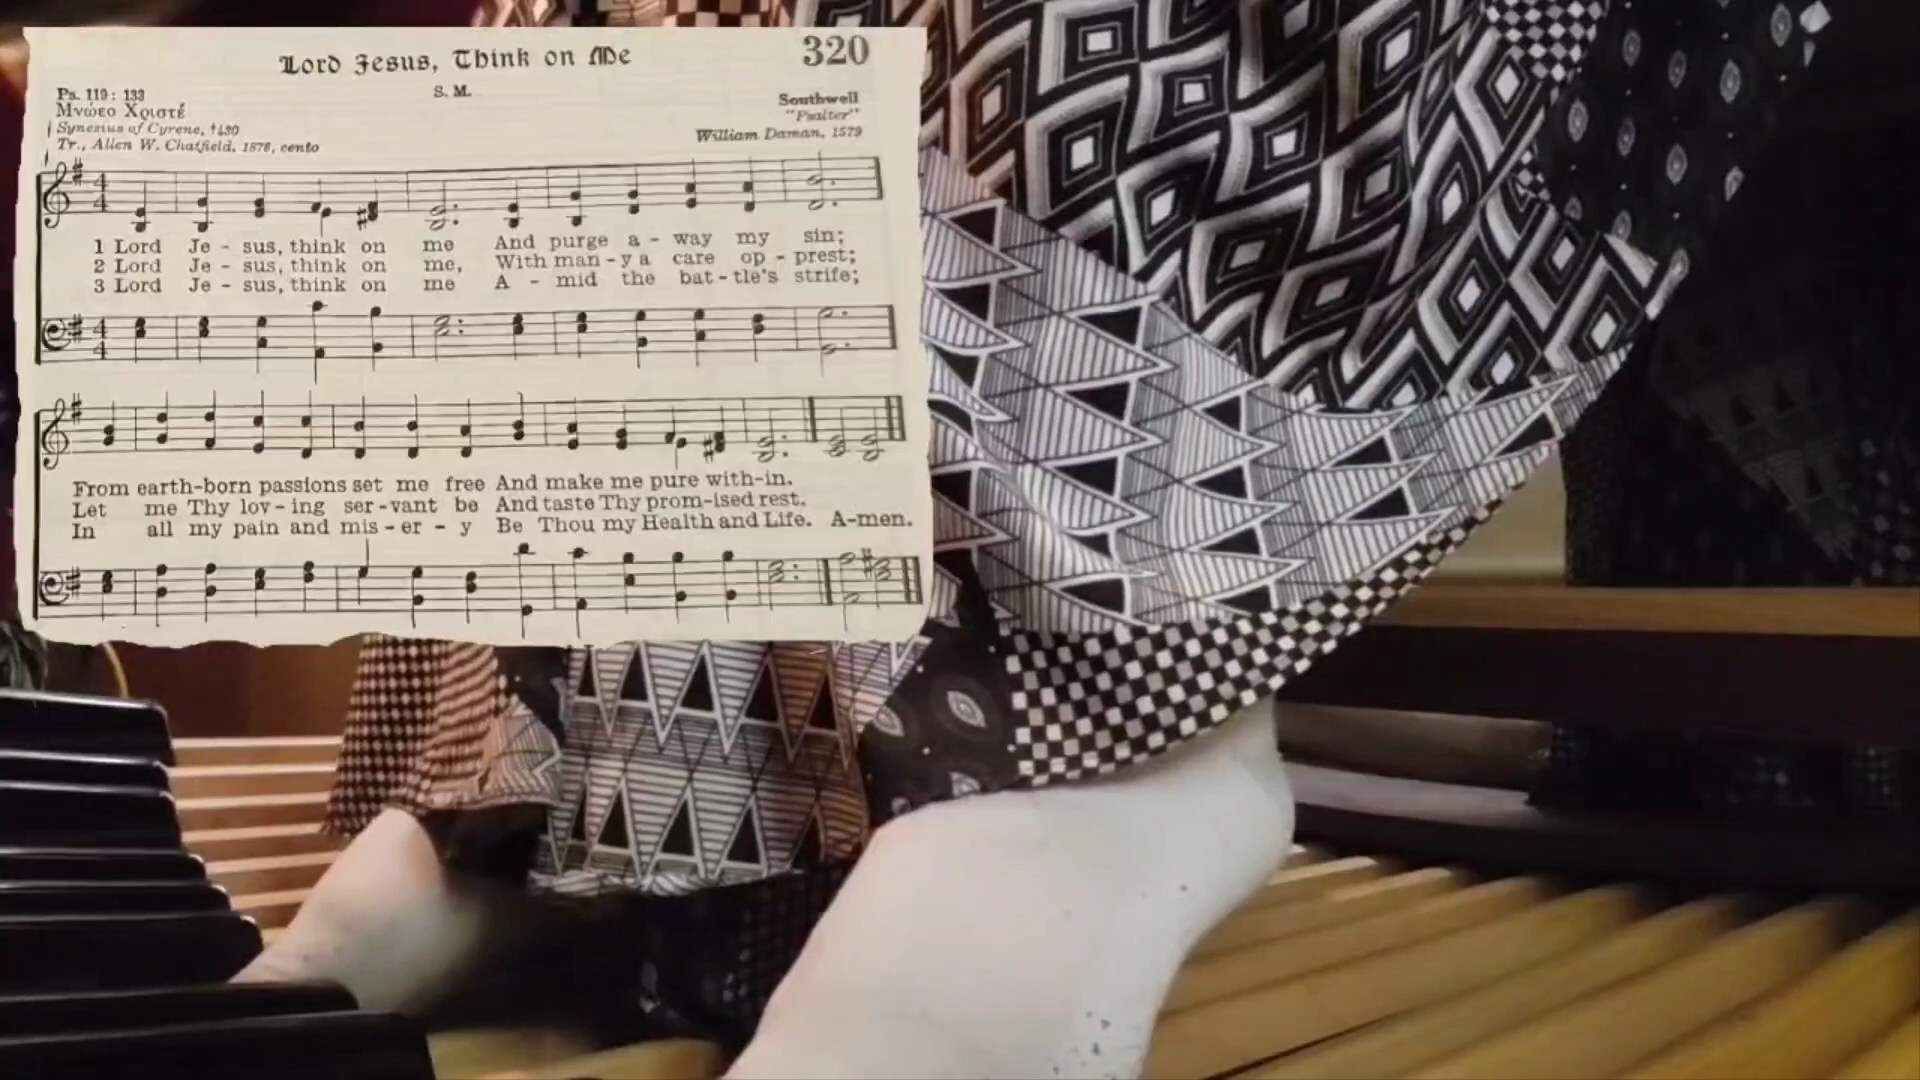 Lord Jesus, Think on Me 320
Ps. 119: 133
S. M.
Μνώεο Χριστέ
Southwell
"Psalter"
Synesius of Cyrene, †430
William Daman, 1579
Tr., Allen W. Chatfield, 1876, cento
1 Lord Je - sus, think on me And purge a - way my sin;
2 Lord Je - sus, think on me, With man - y a care op - prest;
3 Lord Je - sus, think on me A - mid the bat - tle's strife;
From earth-born passions set me free And make me pure with-in.
Let me Thy lov - ing ser - vant be And taste Thy prom-ised rest.
In all my pain and mis - er - y Be Thou my Health and Life. A-men.